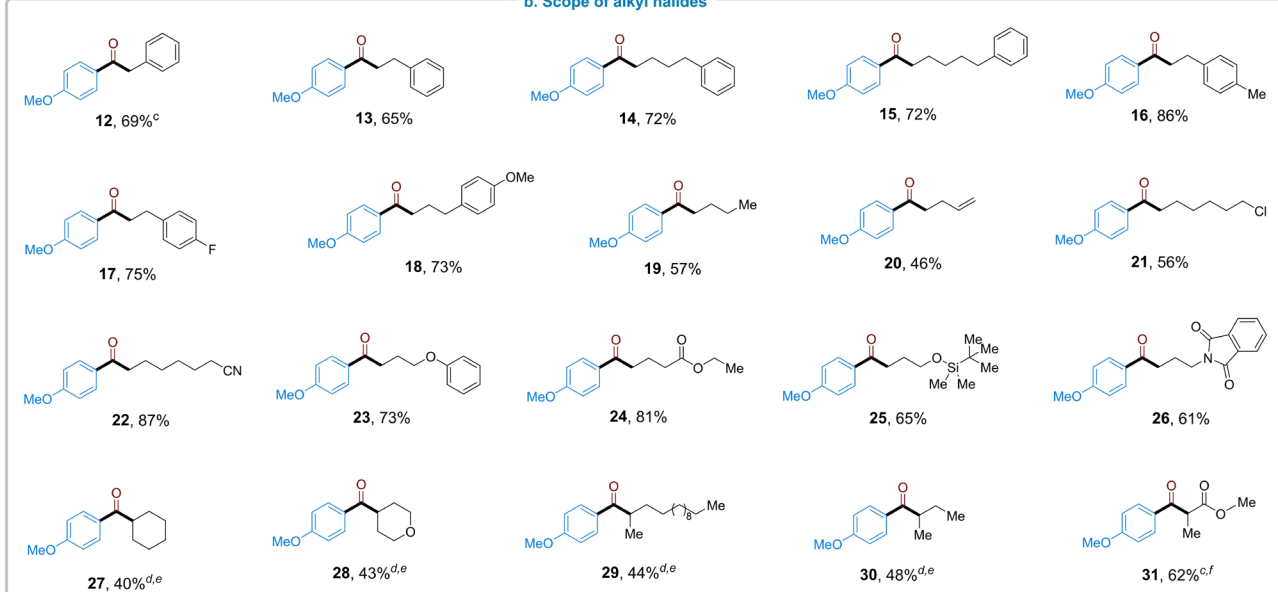 b. Scope of alkyl halides
O
MeO
12, 69%c
O
MeO
13, 65%
O
MeO
14, 72%
O
MeO
15, 72%
O
MeO
Me
16, 86%
O
MeO
F
17, 75%
O
OMe
MeO
18, 73%
O
Me
MeO
19, 57%
O
MeO
20, 46%
O
Cl
MeO
21, 56%
O
CN
MeO
22, 87%
O
O
MeO
23, 73%
O
O
O
Me
MeO
24, 81%
O
O
Si
Me
Me
Me
Me
Me
MeO
25, 65%
O
O
N
O
MeO
26, 61%
O
MeO
27, 40%d,e
O
O
MeO
28, 43%d,e
O
Me
8
Me
MeO
29, 44%d,e
O
Me
Me
MeO
30, 48%d,e
O
O
O
Me
Me
MeO
31, 62%c,f